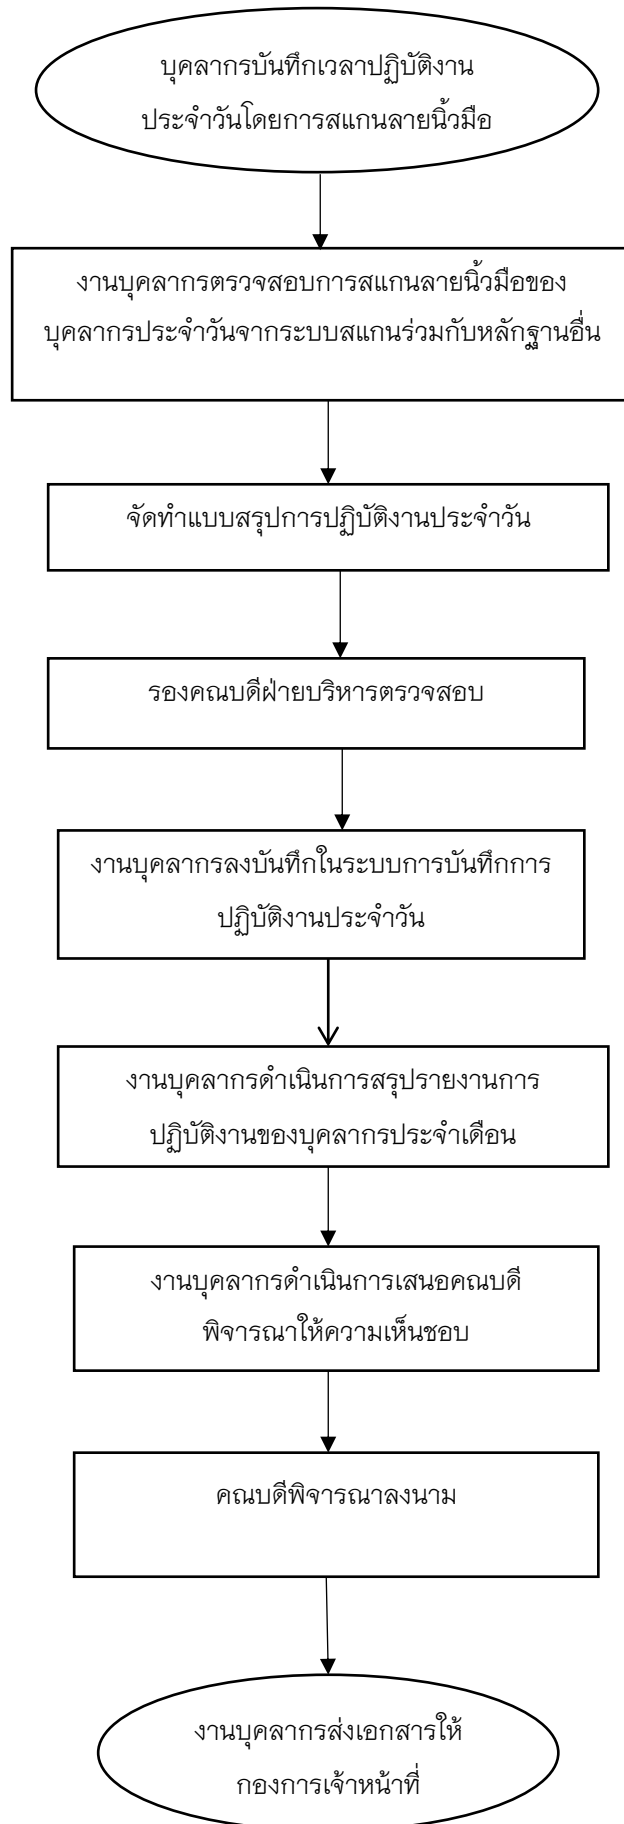 บุคลากรบันทึกเวลาปฏิบัติงาน
ประจำวันโดยการสแกนลายนิ้วมือ
งานบุคลากรตรวจสอบการสแกนลายนิ้วมือของ
บุคลากรประจำวันจากระบบสแกนร่วมกับหลักฐานอื่น
จัดทำแบบสรุปการปฏิบัติงานประจำวัน
รองคณบดีฝ่ายบริหารตรวจสอบ
งานบุคลากรลงบันทึกในระบบการบันทึกการ
ปฏิบัติงานประจำวัน
งานบุคลากรดำเนินการสรุปรายงานการ
ปฏิบัติงานของบุคลากรประจำเดือน
งานบุคลากรดำเนินการเสนอคณบดี
พิจารณาให้ความเห็นชอบ
คณบดีพิจารณาลงนาม
งานบุคลากรส่งเอกสารให้
กองการเจ้าหน้าที่